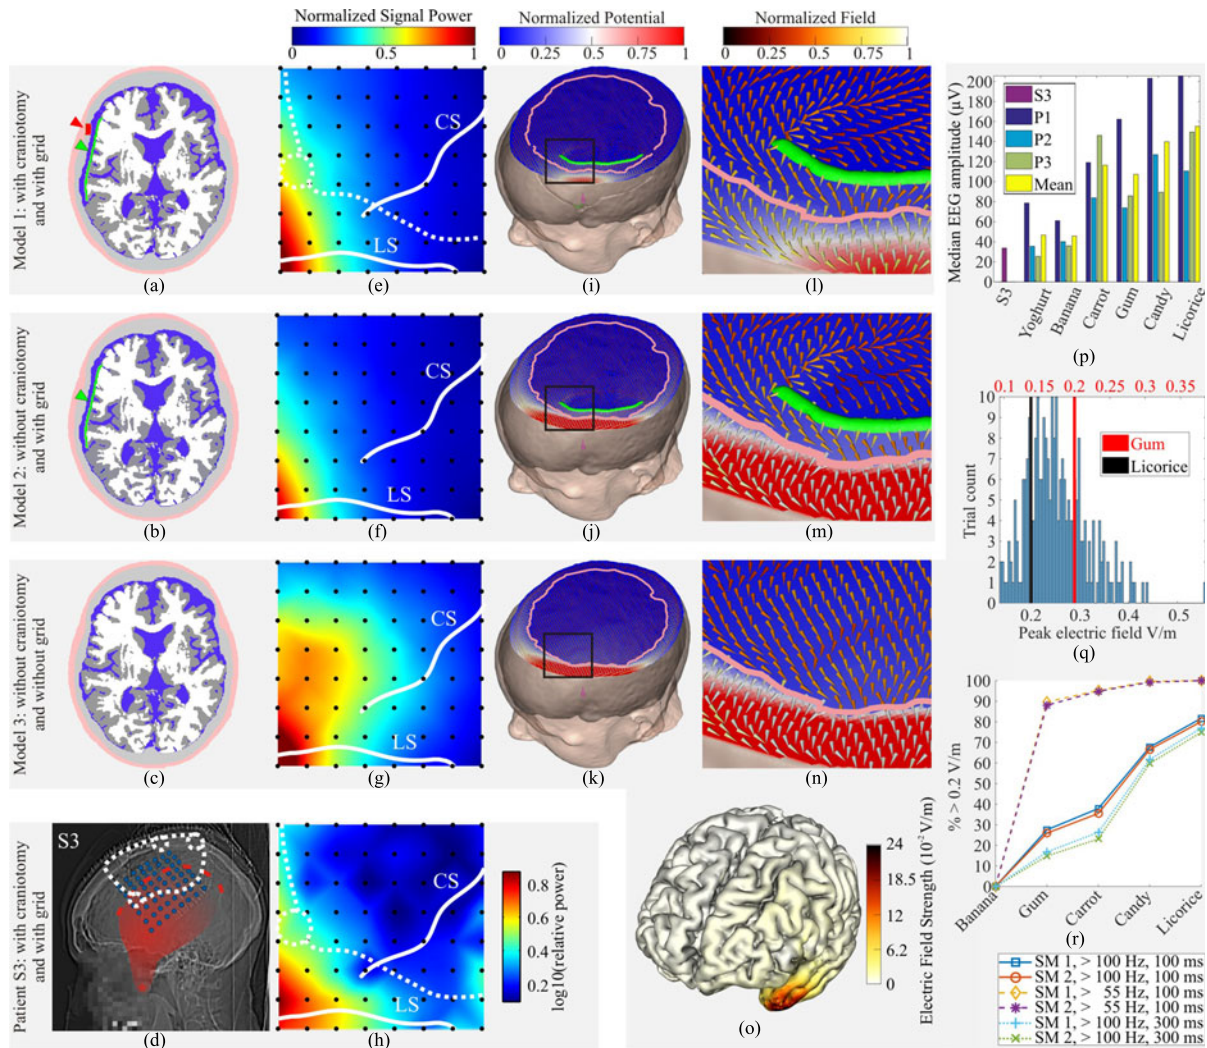 Normalized Signal Power
0 0.5 1
Normalized Potential
0 0.25 0.5 0.75 1
Normalized Field
0 0.25 0.5 0.75 1
Model 1: with craniotomy
and with grid
(a)
CS
LS
(e)
(i)
(l)
Median EEG amplitude (µV)
200
180
160
140
120
100
80
60
40
20
0
S3
P1
P2
P3
Mean
S3
Yoghurt
Banana
Carrot
Gum
Candy
Licorice
(p)
Model 2: without craniotomy
and with grid
(b)
CS
LS
(f)
(j)
(m)
0.1 0.15 0.2 0.3 0.35
Trial count
10
9
8
7
6
5
4
3
2
1
0
Gum
Licorice
0.2 0.3 0.4 0.5
Peak electric field V/m
(q)
Model 3: without craniotomy
and without grid
(c)
CS
LS
(g)
(k)
(n)
% > 0.2 V/m
100
90
80
70
60
50
40
30
20
10
0
Banana
Gum
Carrot
Candy
Licorice
(r)
SM 1, > 100 Hz, 100 ms
SM 2, > 100 Hz, 100 ms
SM 1, > 55 Hz, 100 ms
SM 2, > 55 Hz, 100 ms
SM 1, >100 Hz, 300 ms
SM 2, >100 Hz, 300 ms
Patient S3: with craniotomy
and with grid
S3
(d)
CS
LS
(h)
0.8
0.6
0.4
0.2
log10(relative power)
(o)
Electric Field Strength (10⁻² V/m)
24
18.5
12
6.2
0